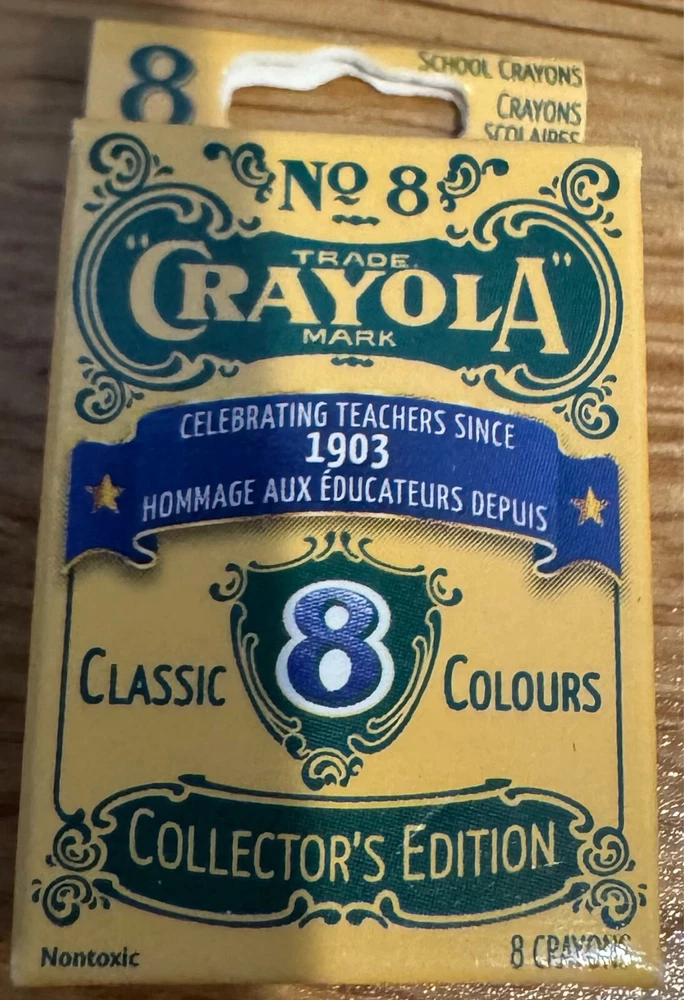 8
SCHOOL CRAYONS
CRAYONS
SCOLAIRES
No 8
TRADE
"CRAYOLA"
MARK
CELEBRATING TEACHERS SINCE
1903
HOMMAGE AUX ÉDUCATEURS DEPUIS
CLASSIC 8 COLOURS
COLLECTOR'S EDITION
Nontoxic
8 CRAYONS